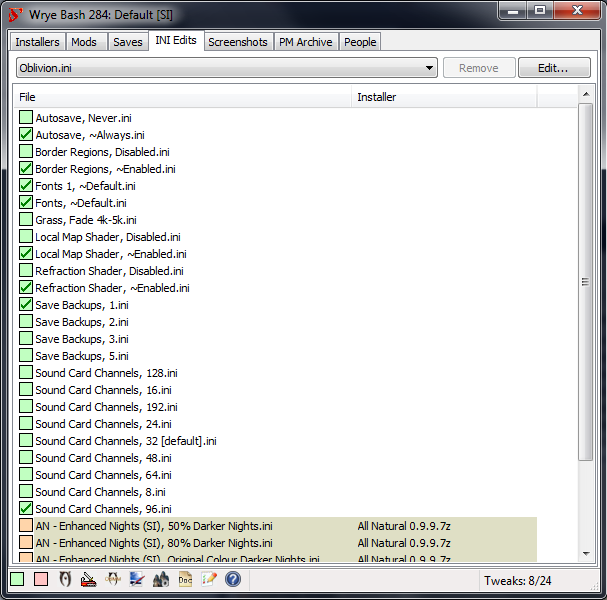 Wrye Bash 284: Default [SI]
Installers Mods Saves INI Edits Screenshots PM Archive People
Oblivion.ini Remove Edit...
File Installer
Autosave, Never.ini
Autosave, ~Always.ini
Border Regions, Disabled.ini
Border Regions, ~Enabled.ini
Fonts 1, ~Default.ini
Fonts, ~Default.ini
Grass, Fade 4k-5k.ini
Local Map Shader, Disabled.ini
Local Map Shader, ~Enabled.ini
Refraction Shader, Disabled.ini
Refraction Shader, ~Enabled.ini
Save Backups, 1.ini
Save Backups, 2.ini
Save Backups, 3.ini
Save Backups, 5.ini
Sound Card Channels, 128.ini
Sound Card Channels, 16.ini
Sound Card Channels, 192.ini
Sound Card Channels, 24.ini
Sound Card Channels, 32 [default].ini
Sound Card Channels, 48.ini
Sound Card Channels, 64.ini
Sound Card Channels, 8.ini
Sound Card Channels, 96.ini
AN - Enhanced Nights (SI), 50% Darker Nights.ini All Natural 0.9.9.7z
AN - Enhanced Nights (SI), 80% Darker Nights.ini All Natural 0.9.9.7z
AN - Enhanced Nights (SI), Original Colour Darker Nights.ini All Natural 0.9.9.7z
Doc Tweaks: 8/24